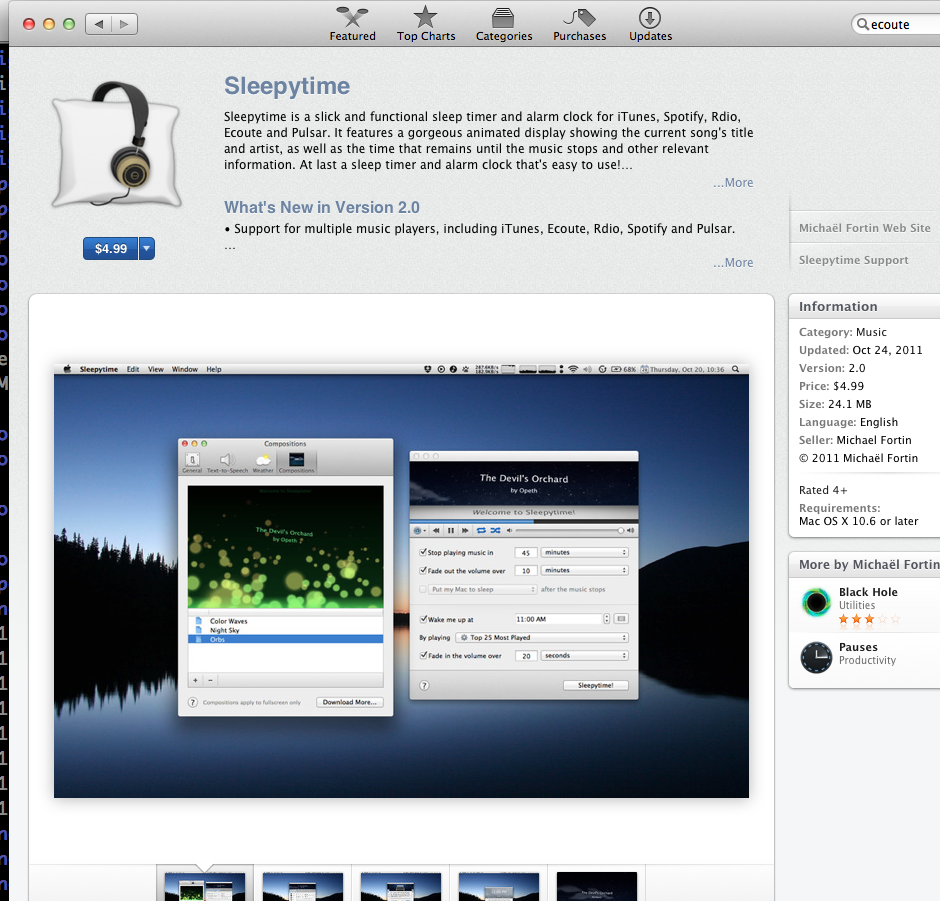 Featured
Top Charts
Categories
Purchases
Updates
ecoute
Sleepytime
Sleepytime is a slick and functional sleep timer and alarm clock for iTunes, Spotify, Rdio,
Ecoute and Pulsar. It features a gorgeous animated display showing the current song's title
and artist, as well as the time that remains until the music stops and other relevant
information. At last a sleep timer and alarm clock that's easy to use!...
...More
What's New in Version 2.0
• Support for multiple music players, including iTunes, Ecoute, Rdio, Spotify and Pulsar.
...
...More
$4.99
Michaël Fortin Web Site
Sleepytime Support
Information
Category: Music
Updated: Oct 24, 2011
Version: 2.0
Price: $4.99
Size: 24.1 MB
Language: English
Seller: Michael Fortin
© 2011 Michaël Fortin
Rated 4+
Requirements:
Mac OS X 10.6 or later
More by Michaël Fortin
Black Hole
Utilities
Pauses
Productivity
Sleepytime Edit View Window Help
68% Thursday, Oct 20, 10:36
Compositions
General Text-to-Speech Weather Compositions
The Devil's Orchard
by Opeth
Color Waves
Night Sky
Orbs
+ -
? Compositions apply to fullscreen only
Download More...
The Devil's Orchard
by Opeth
Welcome to Sleepytime!
Stop playing music in 45 minutes
Fade out the volume over 10 minutes
Put my Mac to sleep after the music stops
Wake me up at 11:00 AM
By playing Top 25 Most Played
Fade in the volume over 20 seconds
? Sleepytime!